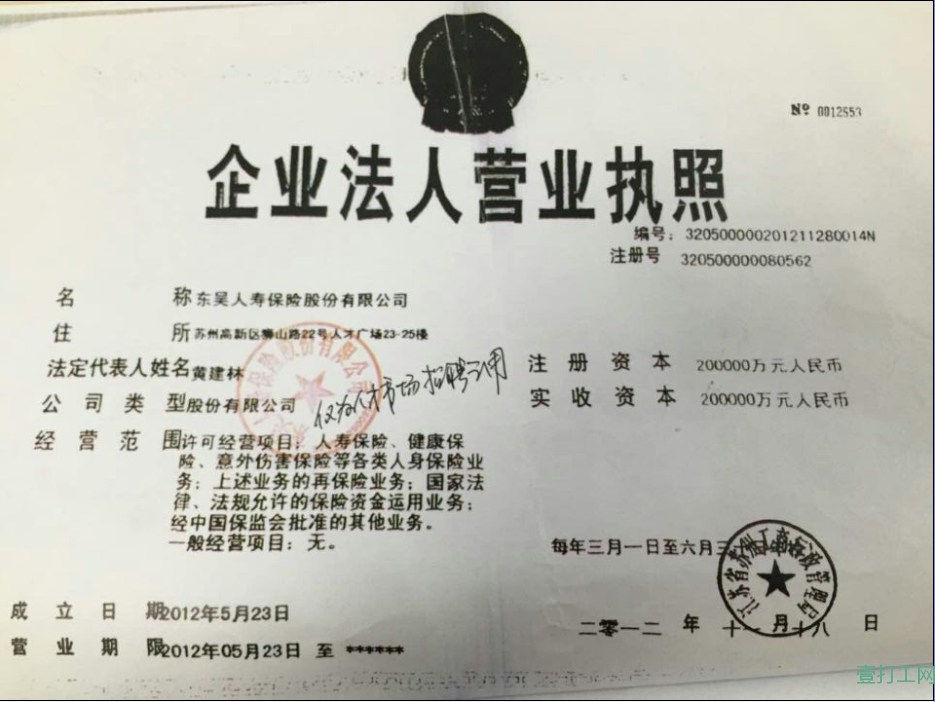 № 0012553
企业法人营业执照
编号: 320500000201211280014N
注册号 320500000080562
名称 东吴人寿保险股份有限公司
住所 苏州高新区狮山路22号人才广场23-25楼
法定代表人姓名 黄建林
注册资本 200000万元人民币
公司类型 股份有限公司
实收资本 200000万元人民币
仅为人才市场招聘之用
经营范围 许可经营项目: 人寿保险、健康保
险、意外伤害保险等各类人身保险业
务; 上述业务的再保险业务; 国家法
律、法规允许的保险资金运用业务;
经中国保监会批准的其他业务。
一般经营项目: 无。
每年三月一日至六月三
江苏省苏州工商行政管理局
成立日期 2012年5月23日
二零一二年 十一月十八日
营业期限 2012年05月23日 至 ******
壹打工网